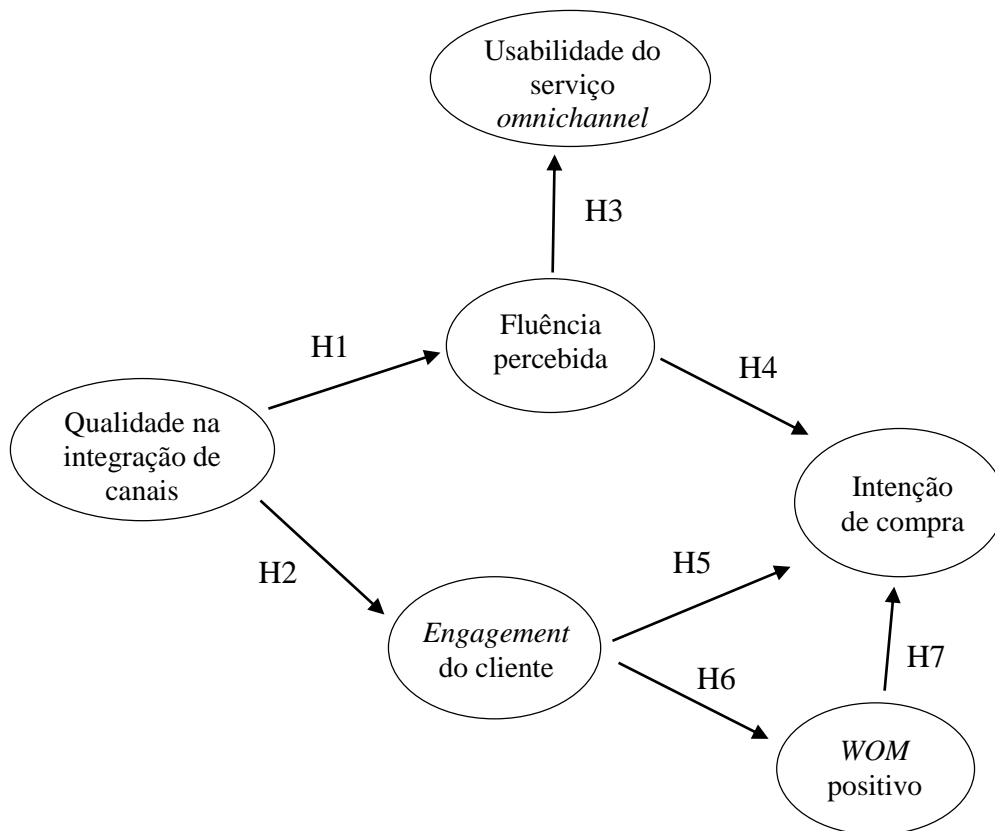 Usabilidade do
serviço
omnichannel
H3
Fluência
percebida
H1
H4
Qualidade na
integração de
canais
Intenção
de compra
H2
H5
Engagement
do cliente
H6
H7
WOM
positivo